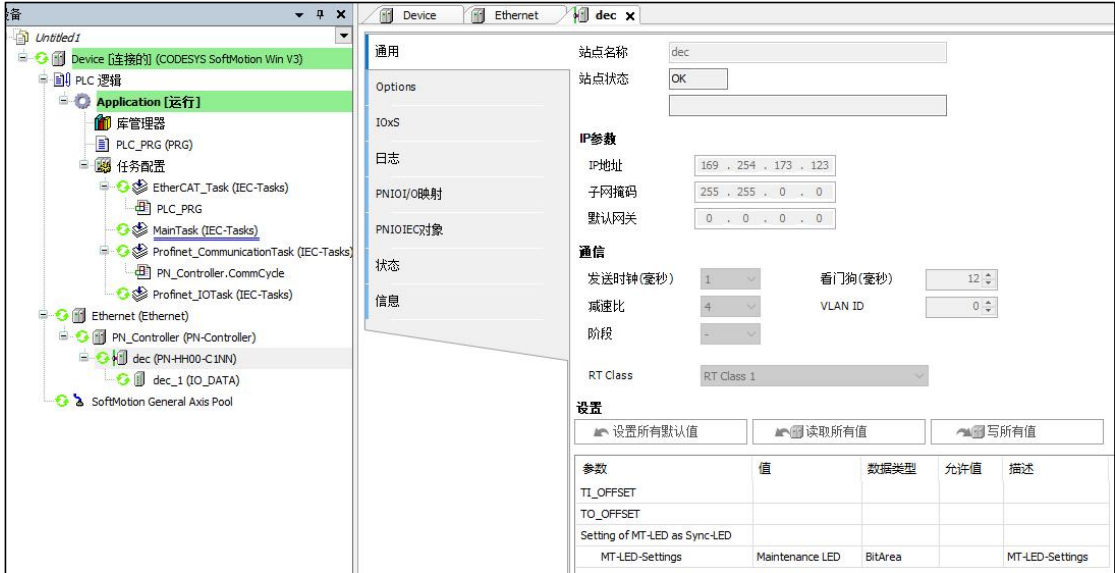 备
Untitled1
Device [连接的] (CODESYS SoftMotion Win V3)
PLC 逻辑
Application [运行]
库管理器
PLC_PRG (PRG)
任务配置
EtherCAT_Task (IEC-Tasks)
PLC_PRG
MainTask (IEC-Tasks)
Profinet_CommunicationTask (IEC-Tasks)
PN_Controller.CommCycle
Profinet_IOTask (IEC-Tasks)
Ethernet (Ethernet)
PN_Controller (PN-Controller)
dec (PN-HH00-C1NN)
dec_1 (IO_DATA)
SoftMotion General Axis Pool
Device Ethernet dec
通用
Options
IOxS
日志
PNIOI/O映射
PNIOIEC对象
状态
信息
站点名称 dec
站点状态 OK
IP参数
IP地址 169 . 254 . 173 . 123
子网掩码 255 . 255 . 0 . 0
默认网关 0 . 0 . 0 . 0
通信
发送时钟(毫秒) 1 看门狗(毫秒) 12
减速比 4 VLAN ID 0
阶段 -
RT Class RT Class 1
设置
设置所有默认值 读取所有值 写所有值
参数 值 数据类型 允许值 描述
TI_OFFSET
TO_OFFSET
Setting of MT-LED as Sync-LED
MT-LED-Settings Maintenance LED BitArea MT-LED-Settings